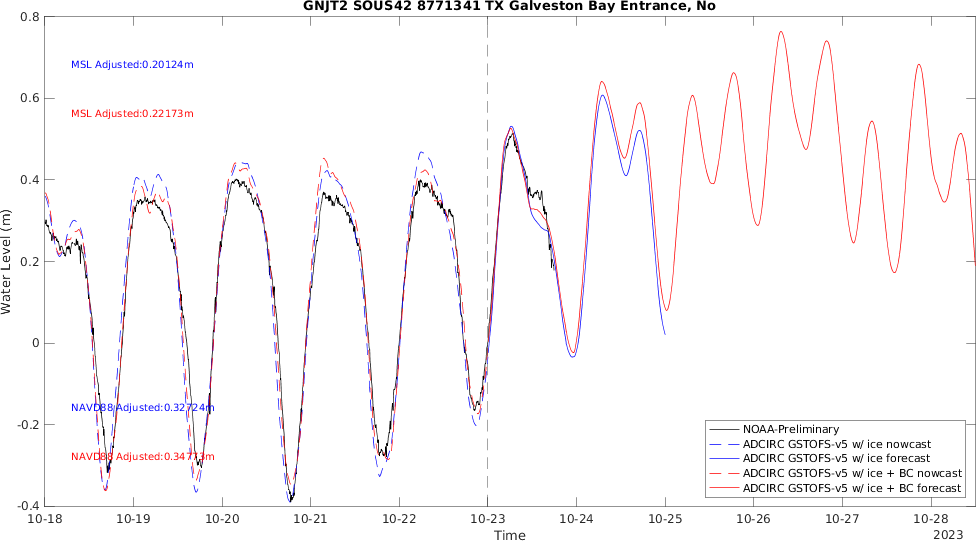 GNJT2 SOUS42 8771341 TX Galveston Bay Entrance, No
0.8
0.6
0.4
0.2
0
-0.2
-0.4
Water Level (m)
MSL Adjusted:0.20124m
MSL Adjusted:0.22173m
NAVD88 Adjusted:0.32724m
NAVD88 Adjusted:0.34773m
NOAA-Preliminary
ADCIRC GSTOFS-v5 w/ ice nowcast
ADCIRC GSTOFS-v5 w/ ice forecast
ADCIRC GSTOFS-v5 w/ ice + BC nowcast
ADCIRC GSTOFS-v5 w/ ice + BC forecast
10-18 10-19 10-20 10-21 10-22 10-23 10-24 10-25 10-26 10-27 10-28
Time
2023